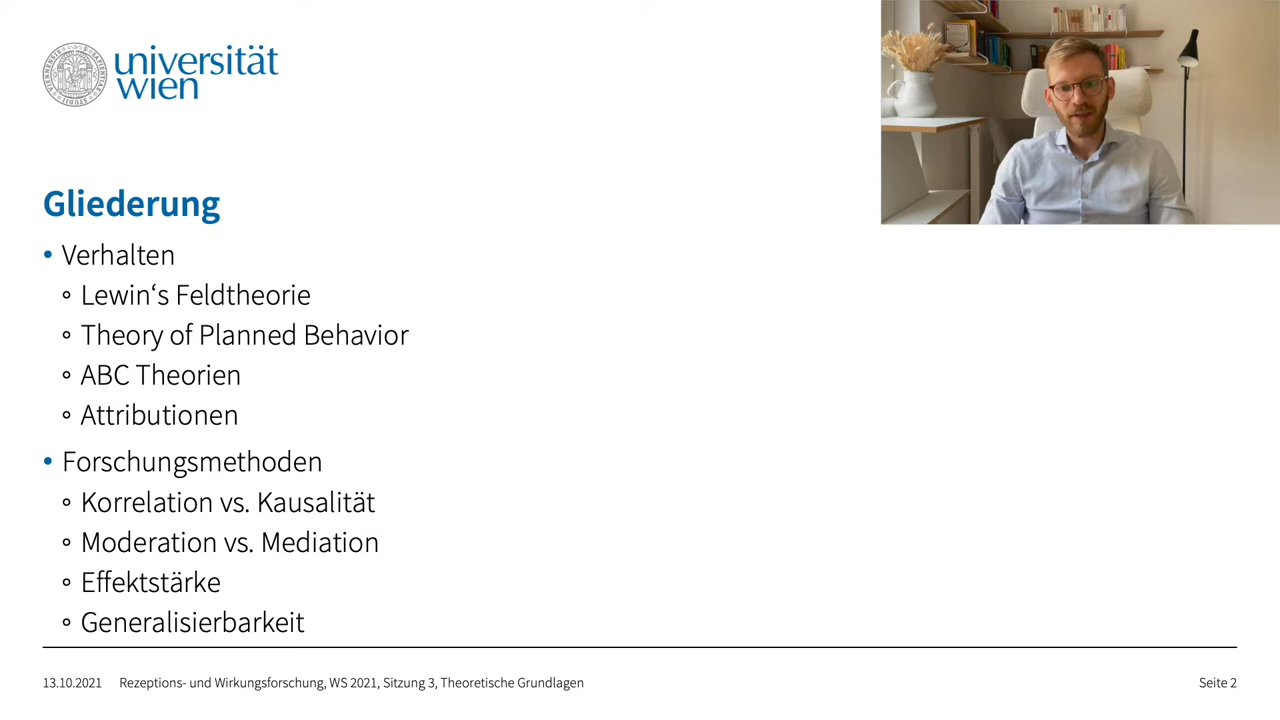 universität
wien
Gliederung
• Verhalten
◦ Lewin‘s Feldtheorie
◦ Theory of Planned Behavior
◦ ABC Theorien
◦ Attributionen
• Forschungsmethoden
◦ Korrelation vs. Kausalität
◦ Moderation vs. Mediation
◦ Effektstärke
◦ Generalisierbarkeit
13.10.2021 Rezeptions- und Wirkungsforschung, WS 2021, Sitzung 3, Theoretische Grundlagen Seite 2